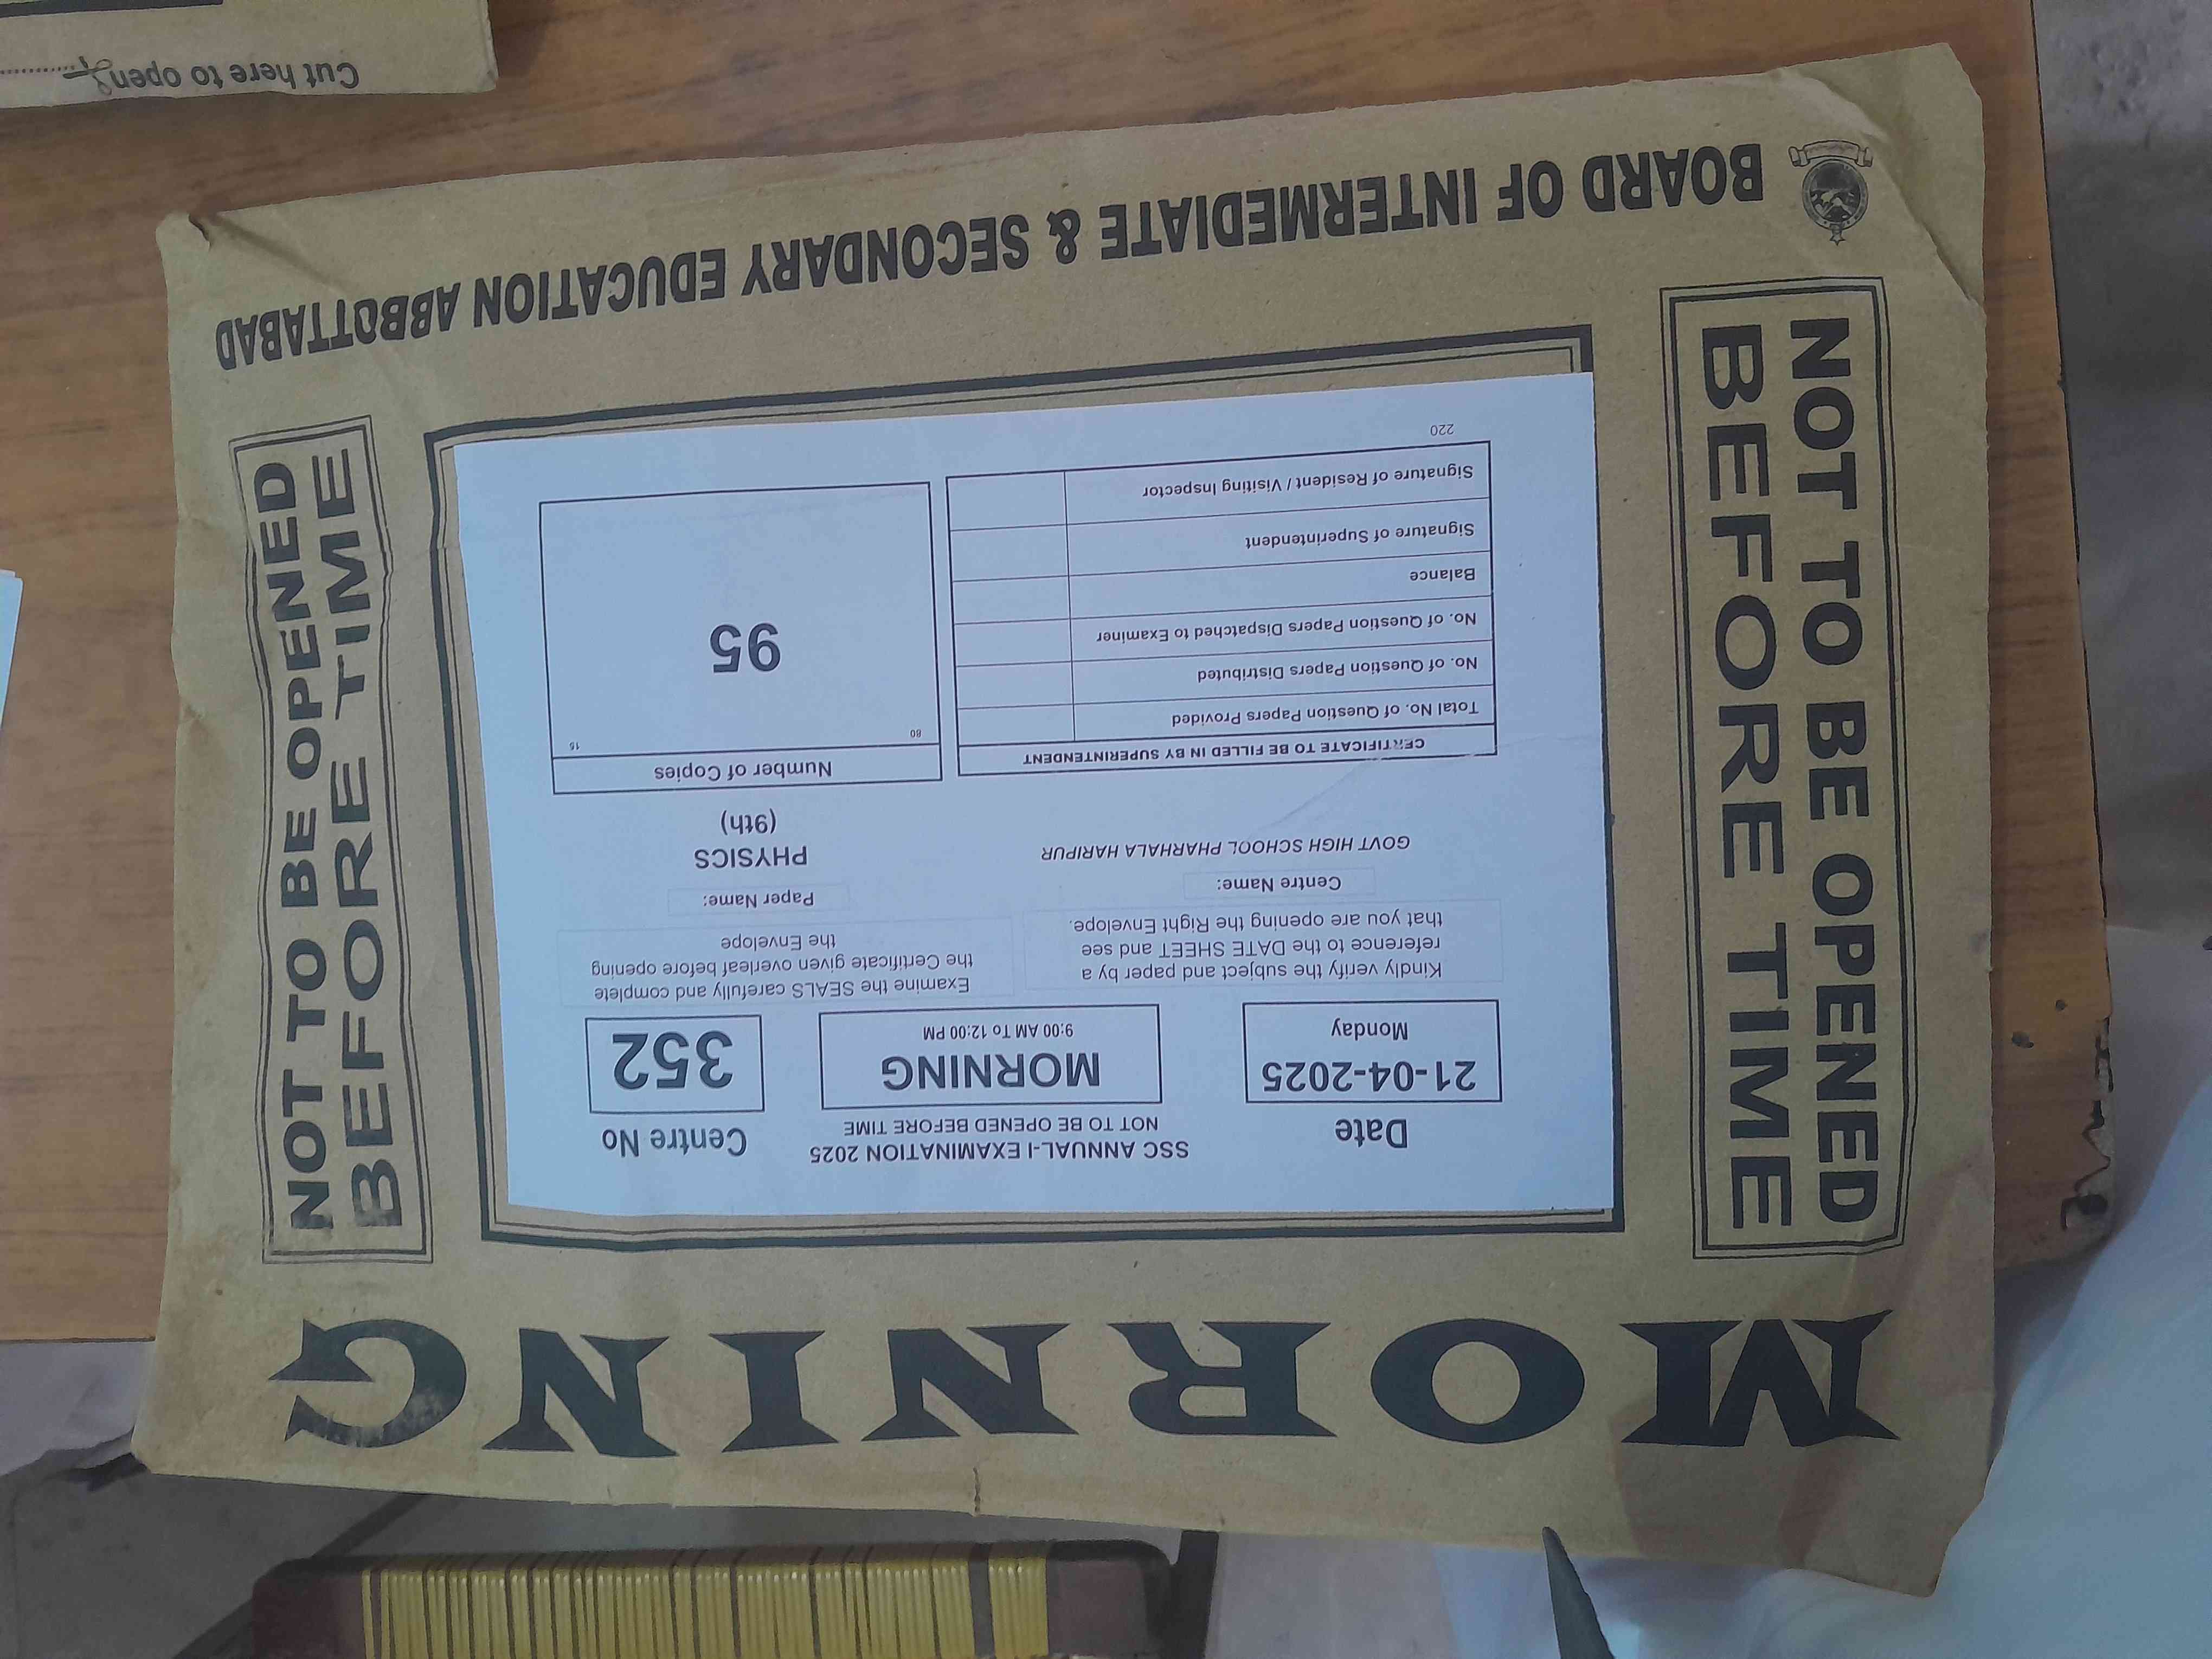 Cut here to open
BOARD OF INTERMEDIATE & SECONDARY EDUCATION ABBOTTABAD
NOT TO BE OPENED
BEFORE TIME
NOT TO BE OPENED
BEFORE TIME
220
Signature of Resident / Visiting Inspector
Signature of Superintendent
Balance
No. of Question Papers Dispatched to Examiner
No. of Question Papers Distributed
Total No. of Question Papers Provided
CERTIFICATE TO BE FILLED IN BY SUPERINTENDENT
95
80
15
Number of Copies
(9th)
PHYSICS
Paper Name:
GOVT HIGH SCHOOL PHARHALA HARIPUR
Centre Name:
Kindly verify the subject and paper by a
reference to the DATE SHEET and see
that you are opening the Right Envelope.
Examine the SEALS carefully and complete
the Certificate given overleaf before opening
the Envelope
Date
21-04-2025
Monday
SSC ANNUAL-I EXAMINATION 2025
NOT TO BE OPENED BEFORE TIME
MORNING
9:00 AM To 12:00 PM
Centre No
352
MORNING